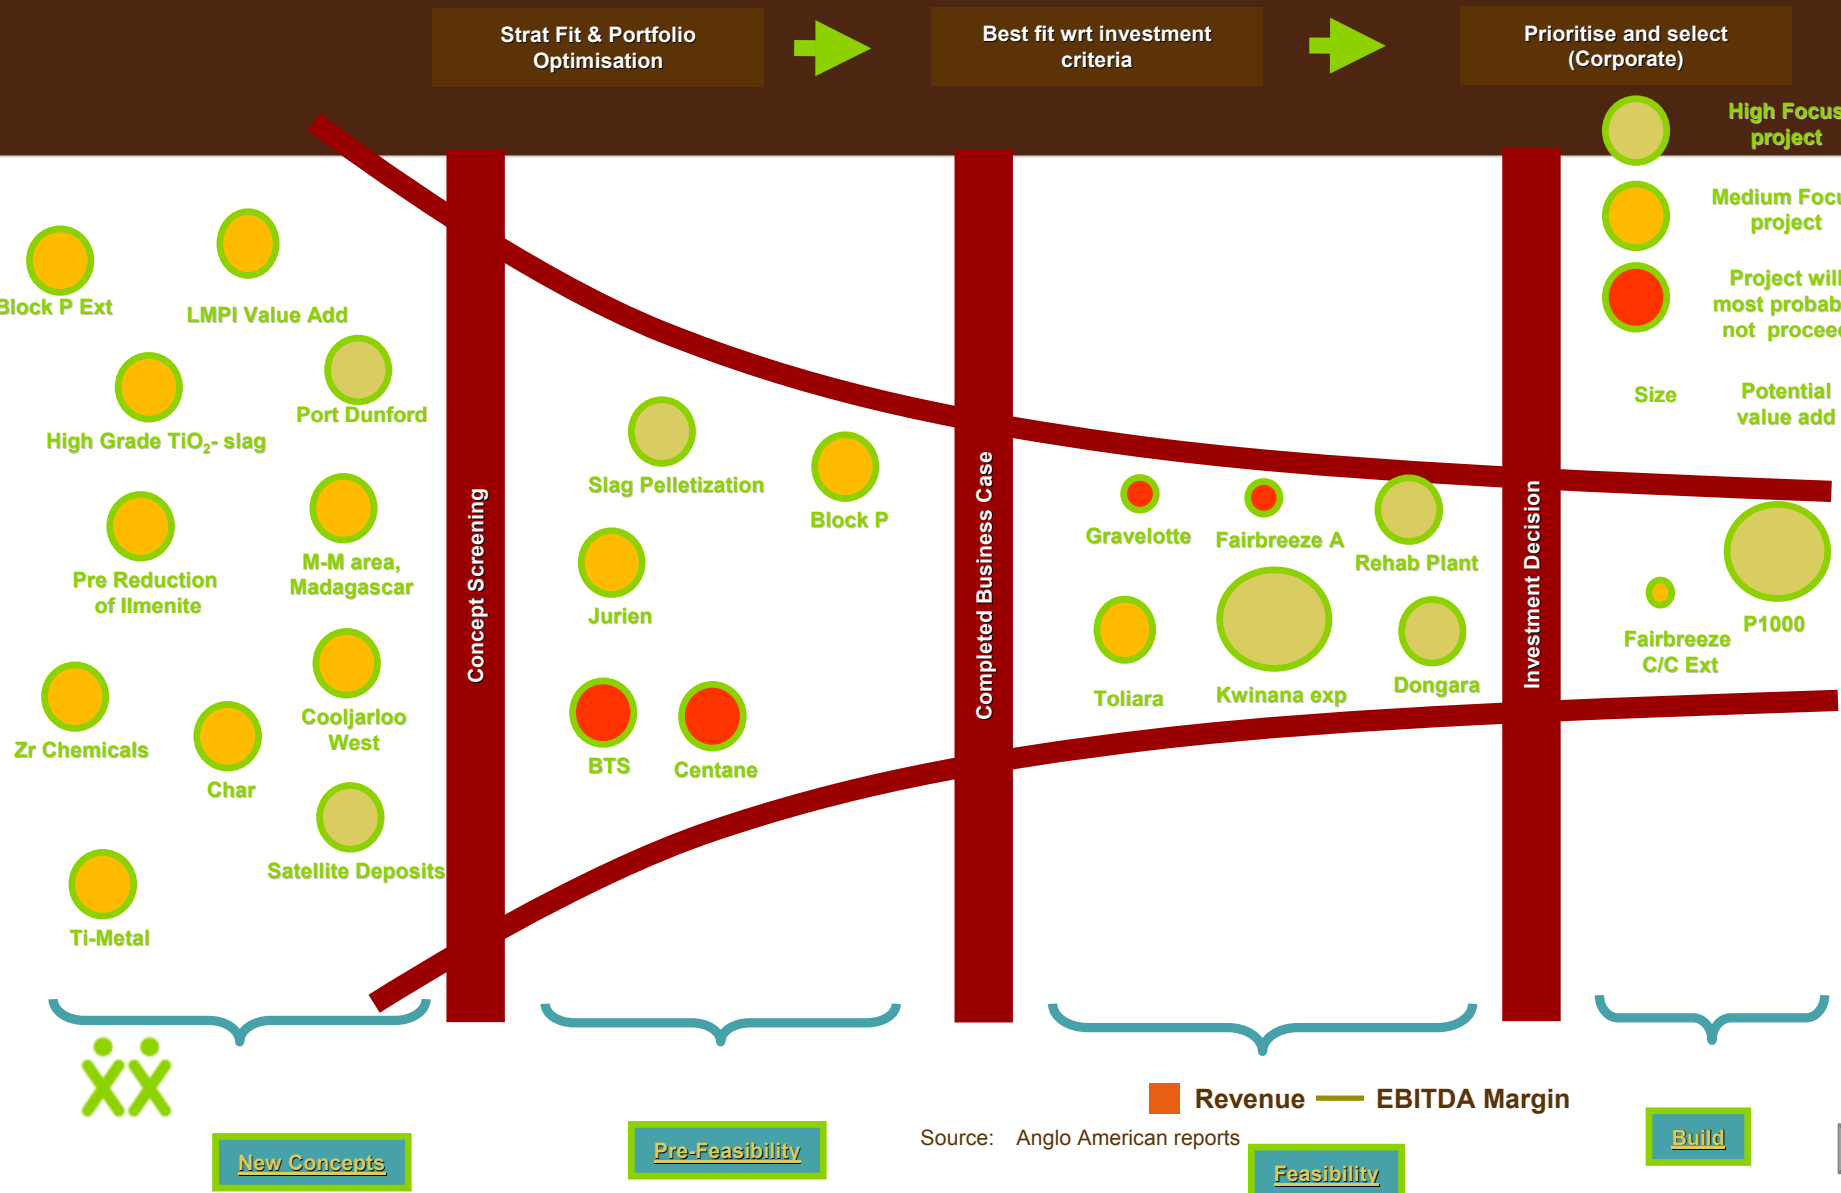 Strat Fit & Portfolio
Optimisation
Best fit wrt investment
criteria
Prioritise and select
(Corporate)
High Focus
project
Medium Focu
project
Project will
most probab
not proceed
Size
Potential
value add
Block P Ext
LMPI Value Add
Port Dunford
High Grade TiO2- slag
Pre Reduction
of Ilmenite
M-M area,
Madagascar
Zr Chemicals
Char
Cooljarloo
West
Satellite Deposits
Ti-Metal
Concept Screening
Slag Pelletization
Block P
Jurien
BTS
Centane
Completed Business Case
Gravelotte
Fairbreeze A
Rehab Plant
Toliara
Kwinana exp
Dongara
Investment Decision
Fairbreeze
C/C Ext
P1000
Revenue
EBITDA Margin
Source: Anglo American reports
New Concepts
Pre-Feasibility
Feasibility
Build